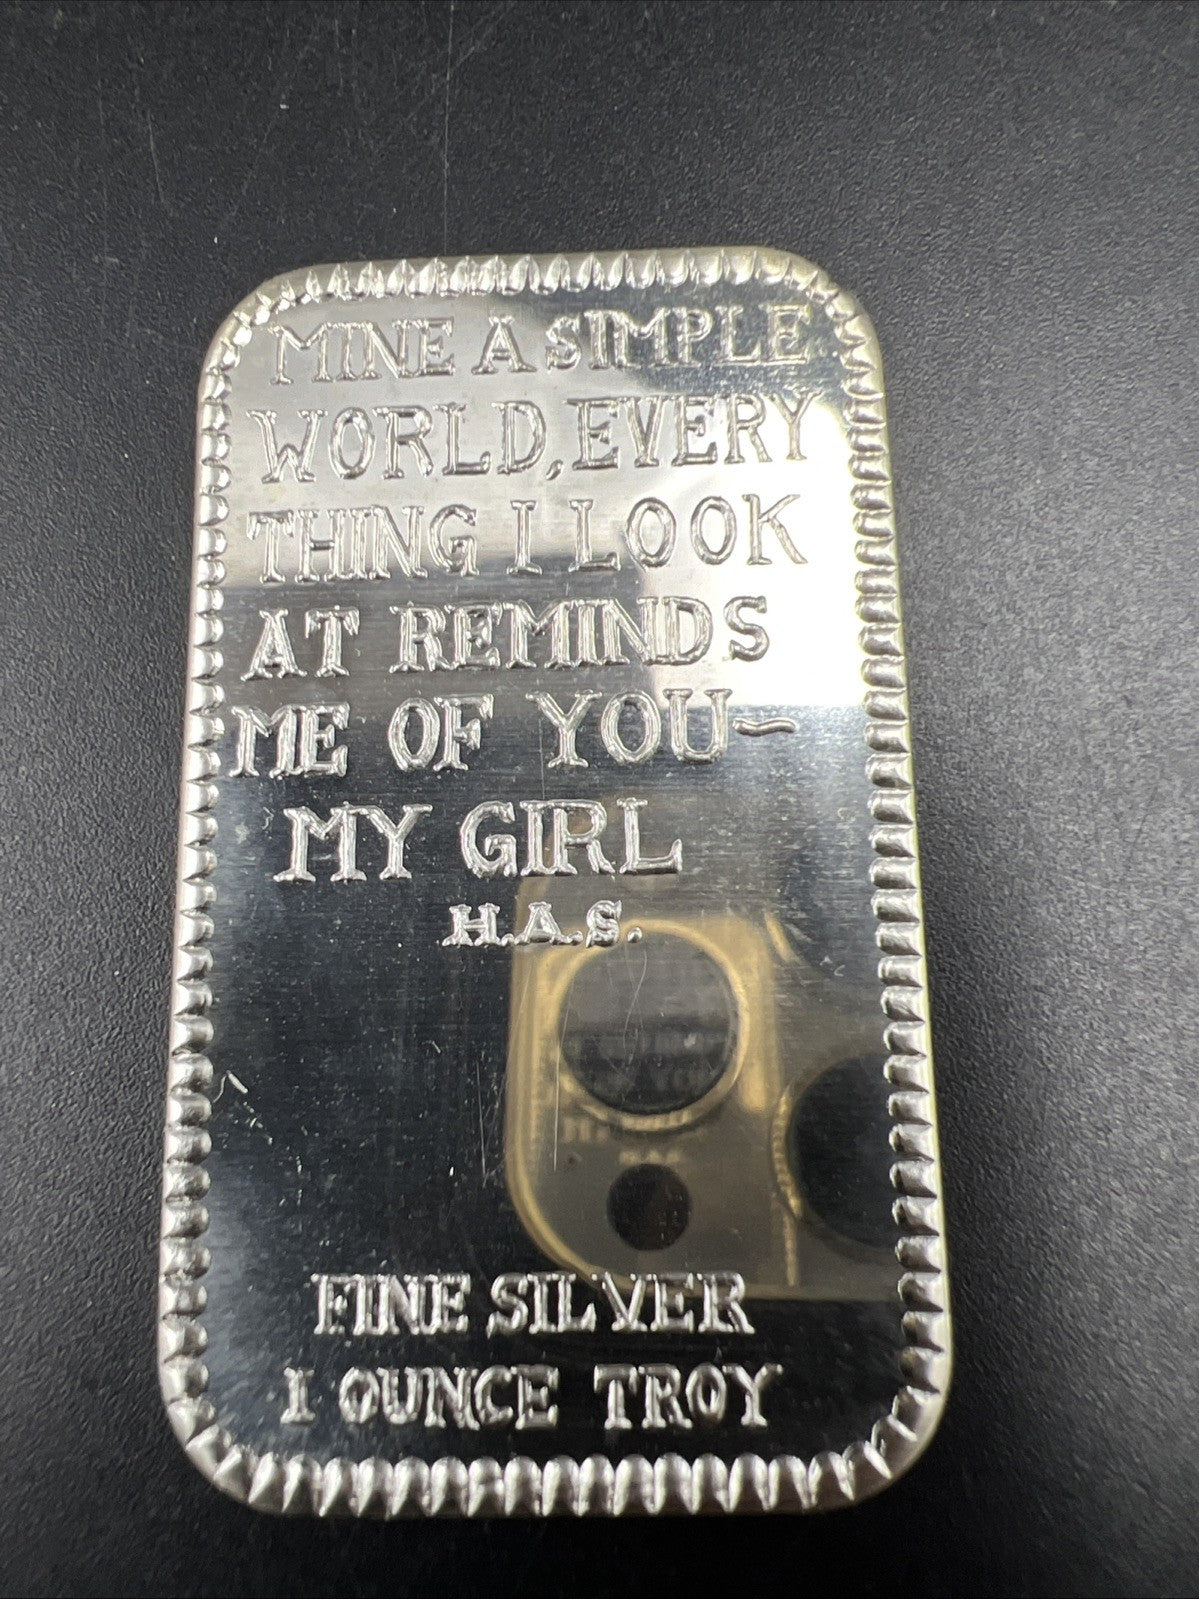 MINE A SIMPLE
WORLD, EVERY
THING I LOOK
AT REMINDS
ME OF YOU~
MY GIRL
H.A.S.
FINE SILVER
1 OUNCE TROY